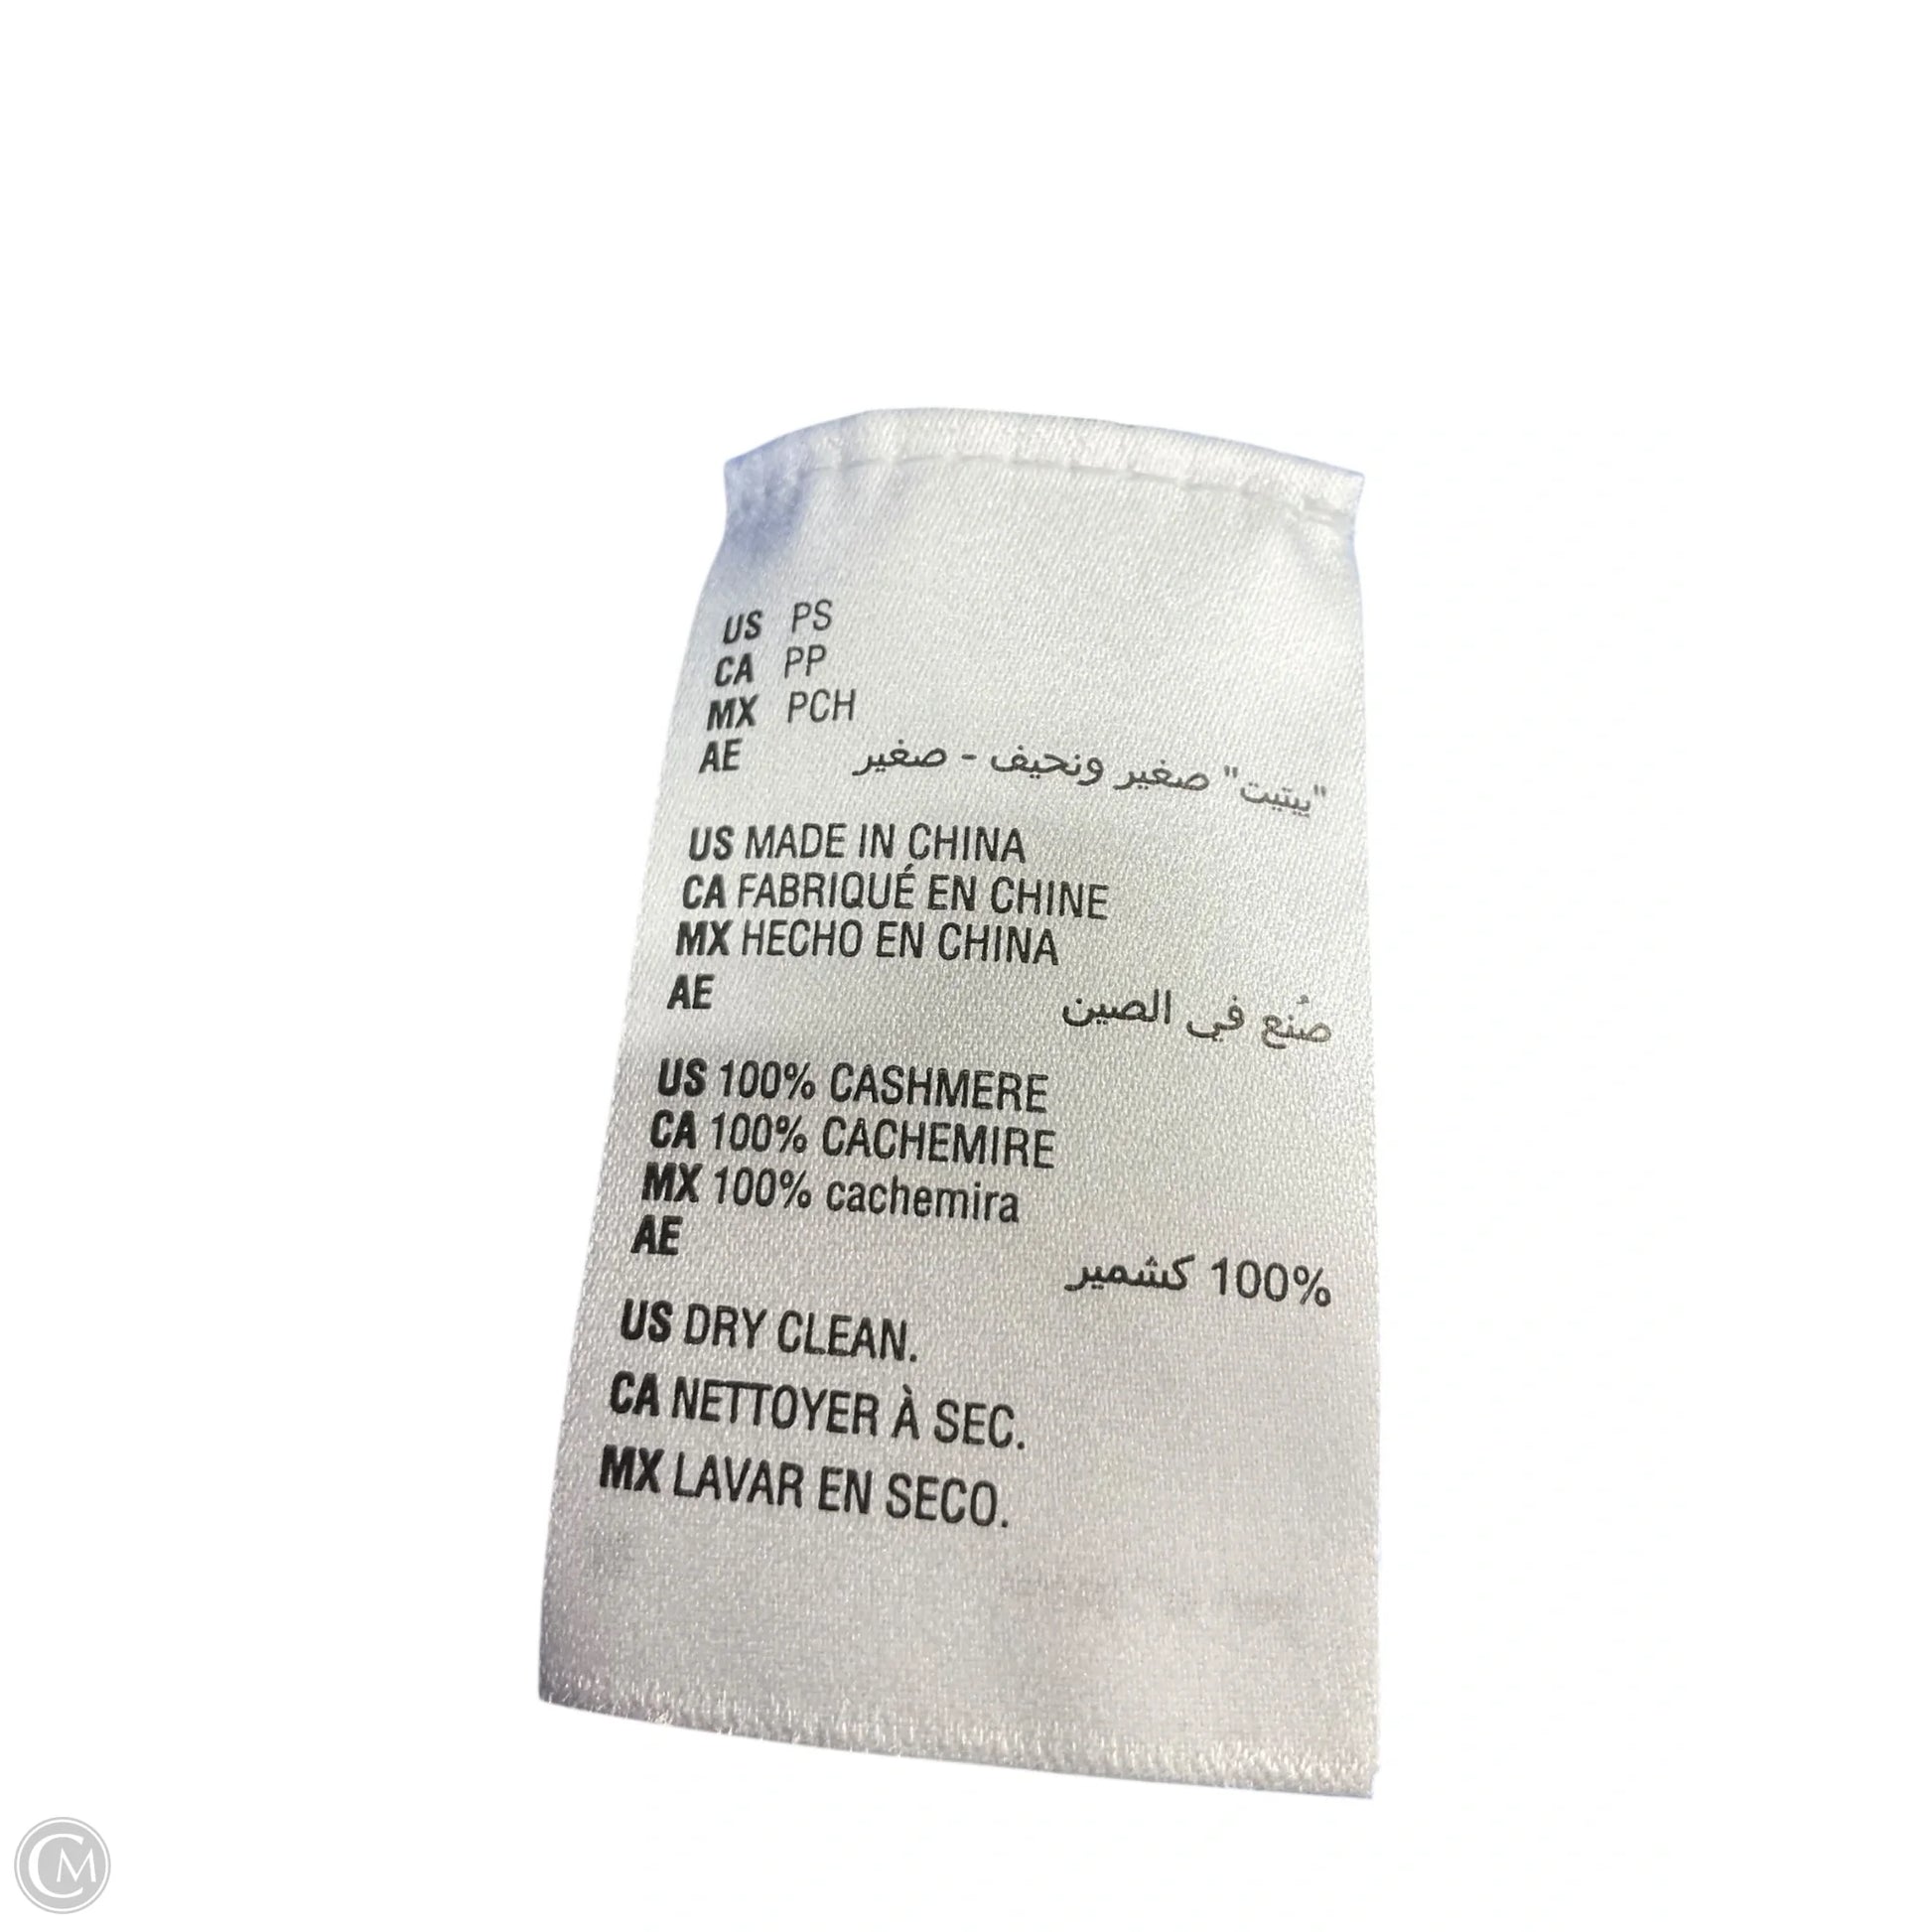 US PS
CA PP
MX PCH
AE "بيتيت" صغير ونحيف - صغير
US MADE IN CHINA
CA FABRIQUÉ EN CHINE
MX HECHO EN CHINA
AE صُنع في الصين
US 100% CASHMERE
CA 100% CACHEMIRE
MX 100% cachemira
AE 100% كشمير
US DRY CLEAN.
CA NETTOYER À SEC.
MX LAVAR EN SECO.
CM